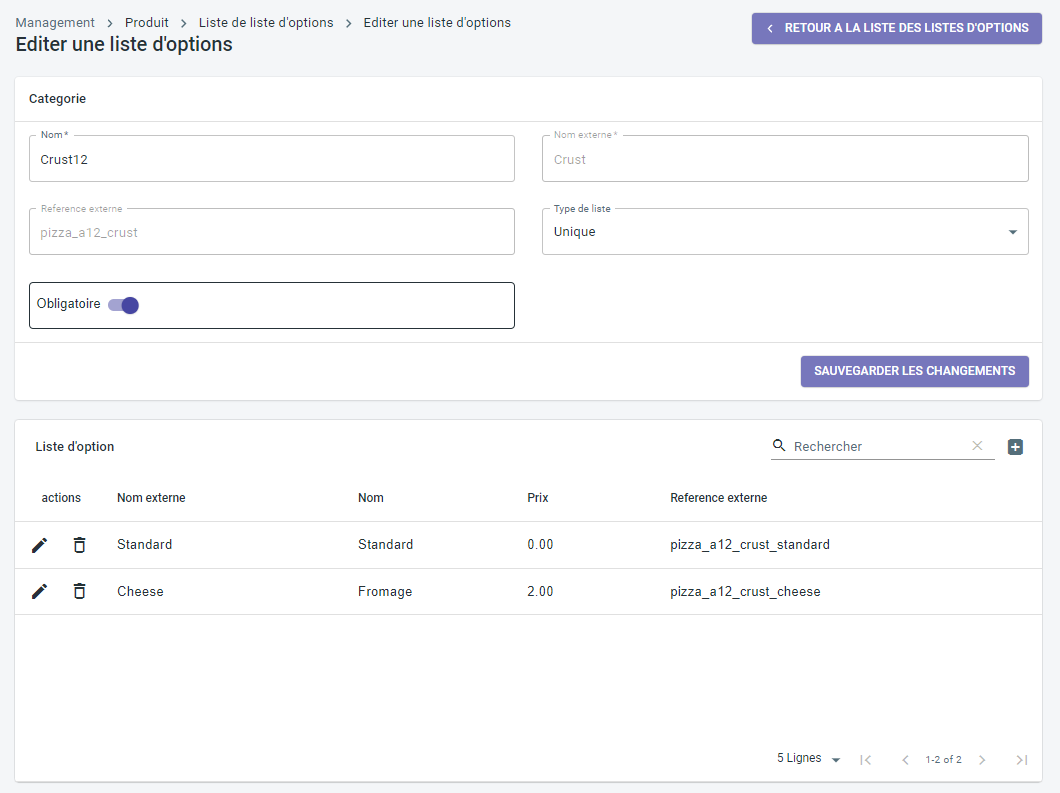 Management > Produit > Liste de liste d'options > Editer une liste d'options
Editer une liste d'options
RETOUR A LA LISTE DES LISTES D'OPTIONS
Categorie
Nom*
Crust12
Nom externe*
Crust
Reference externe
pizza_a12_crust
Type de liste
Unique
Obligatoire
SAUVEGARDER LES CHANGEMENTS
Liste d'option
Rechercher
actions Nom externe Nom Prix Reference externe
Standard Standard 0.00 pizza_a12_crust_standard
Cheese Fromage 2.00 pizza_a12_crust_cheese
5 Lignes
1-2 of 2